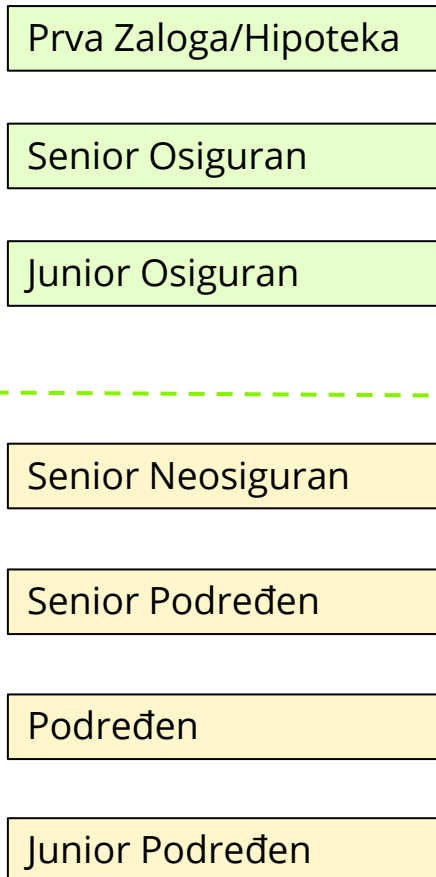 Prva Zaloga/Hipoteka
Senior Osiguran
Junior Osiguran
Senior Neosiguran
Senior Podređen
Podređen
Junior Podređen